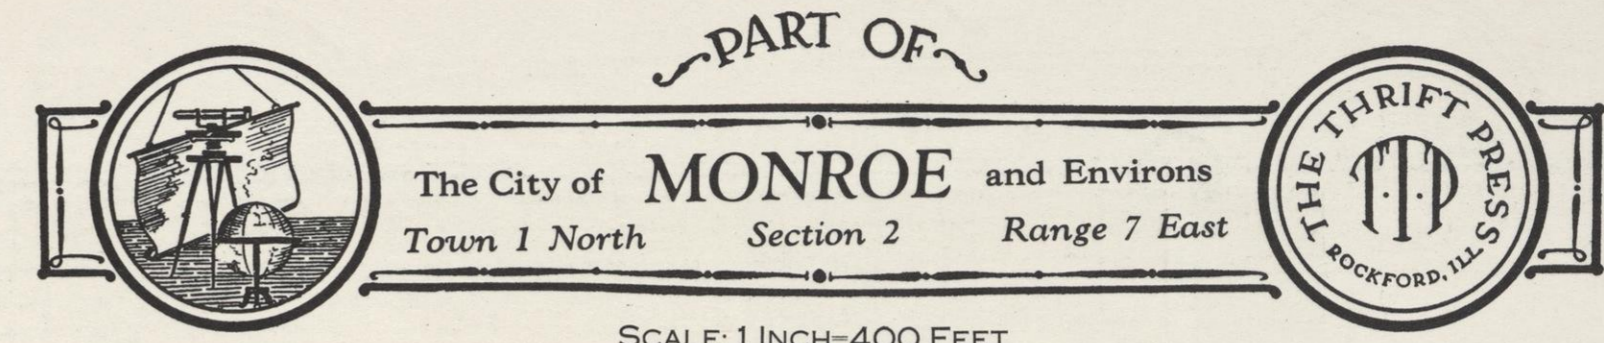 PART OF
The City of MONROE and Environs
Town 1 North Section 2 Range 7 East
THE THRIFT PRESS
TTP
ROCKFORD, ILL
SCALE: 1 INCH=400 FEET